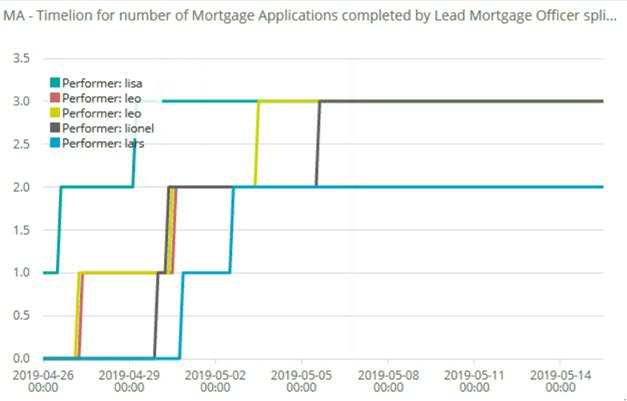 MA - Timelion for number of Mortgage Applications completed by Lead Mortgage Officer spli...
3.5
3.0
2.5
2.0
1.5
1.0
0.5
0.0
Performer: lisa
Performer: leo
Performer: leo
Performer: lionel
Performer: lars
2019-04-26 2019-04-29 2019-05-02 2019-05-05 2019-05-08 2019-05-11 2019-05-14
00:00 00:00 00:00 00:00 00:00 00:00 00:00